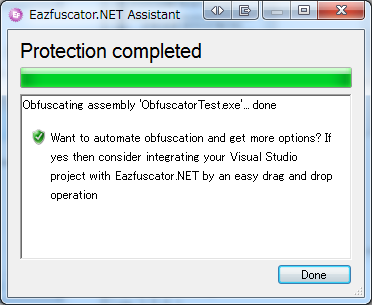 Eazfuscator.NET Assistant
Protection completed
Obfuscating assembly 'ObfuscatorTest.exe'... done
Want to automate obfuscation and get more options? If
yes then consider integrating your Visual Studio
project with Eazfuscator.NET by an easy drag and drop
operation
Done